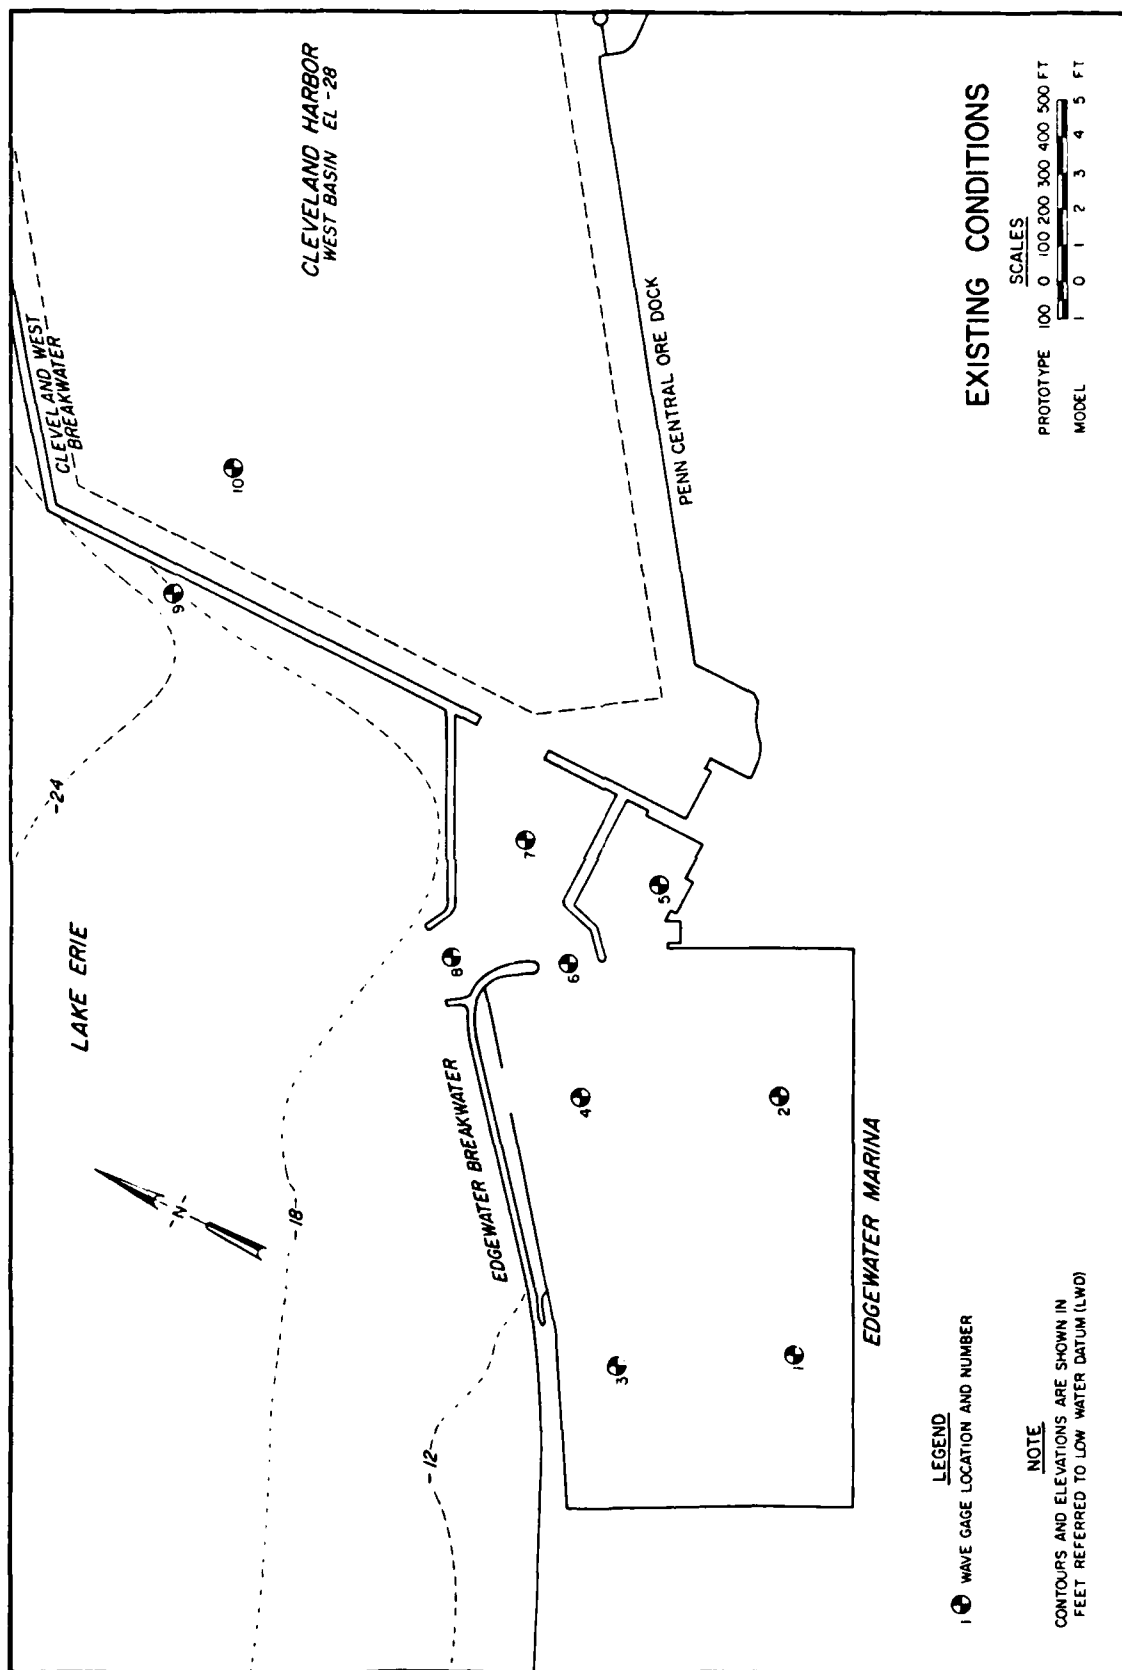 LAKE ERIE
-24
CLEVELAND WEST
BREAKWATER
CLEVELAND HARBOR
WEST BASIN EL -28
9
10
-18
-N-
8
7
EDGEWATER BREAKWATER
-12
6
5
PENN CENTRAL ORE DOCK
3
4
1
2
EDGEWATER MARINA
LEGEND
1 WAVE GAGE LOCATION AND NUMBER
NOTE
CONTOURS AND ELEVATIONS ARE SHOWN IN
FEET REFERRED TO LOW WATER DATUM (LWD)
EXISTING CONDITIONS
SCALES
PROTOTYPE 100 0 100 200 300 400 500 FT
MODEL 1 0 1 2 3 4 5 FT